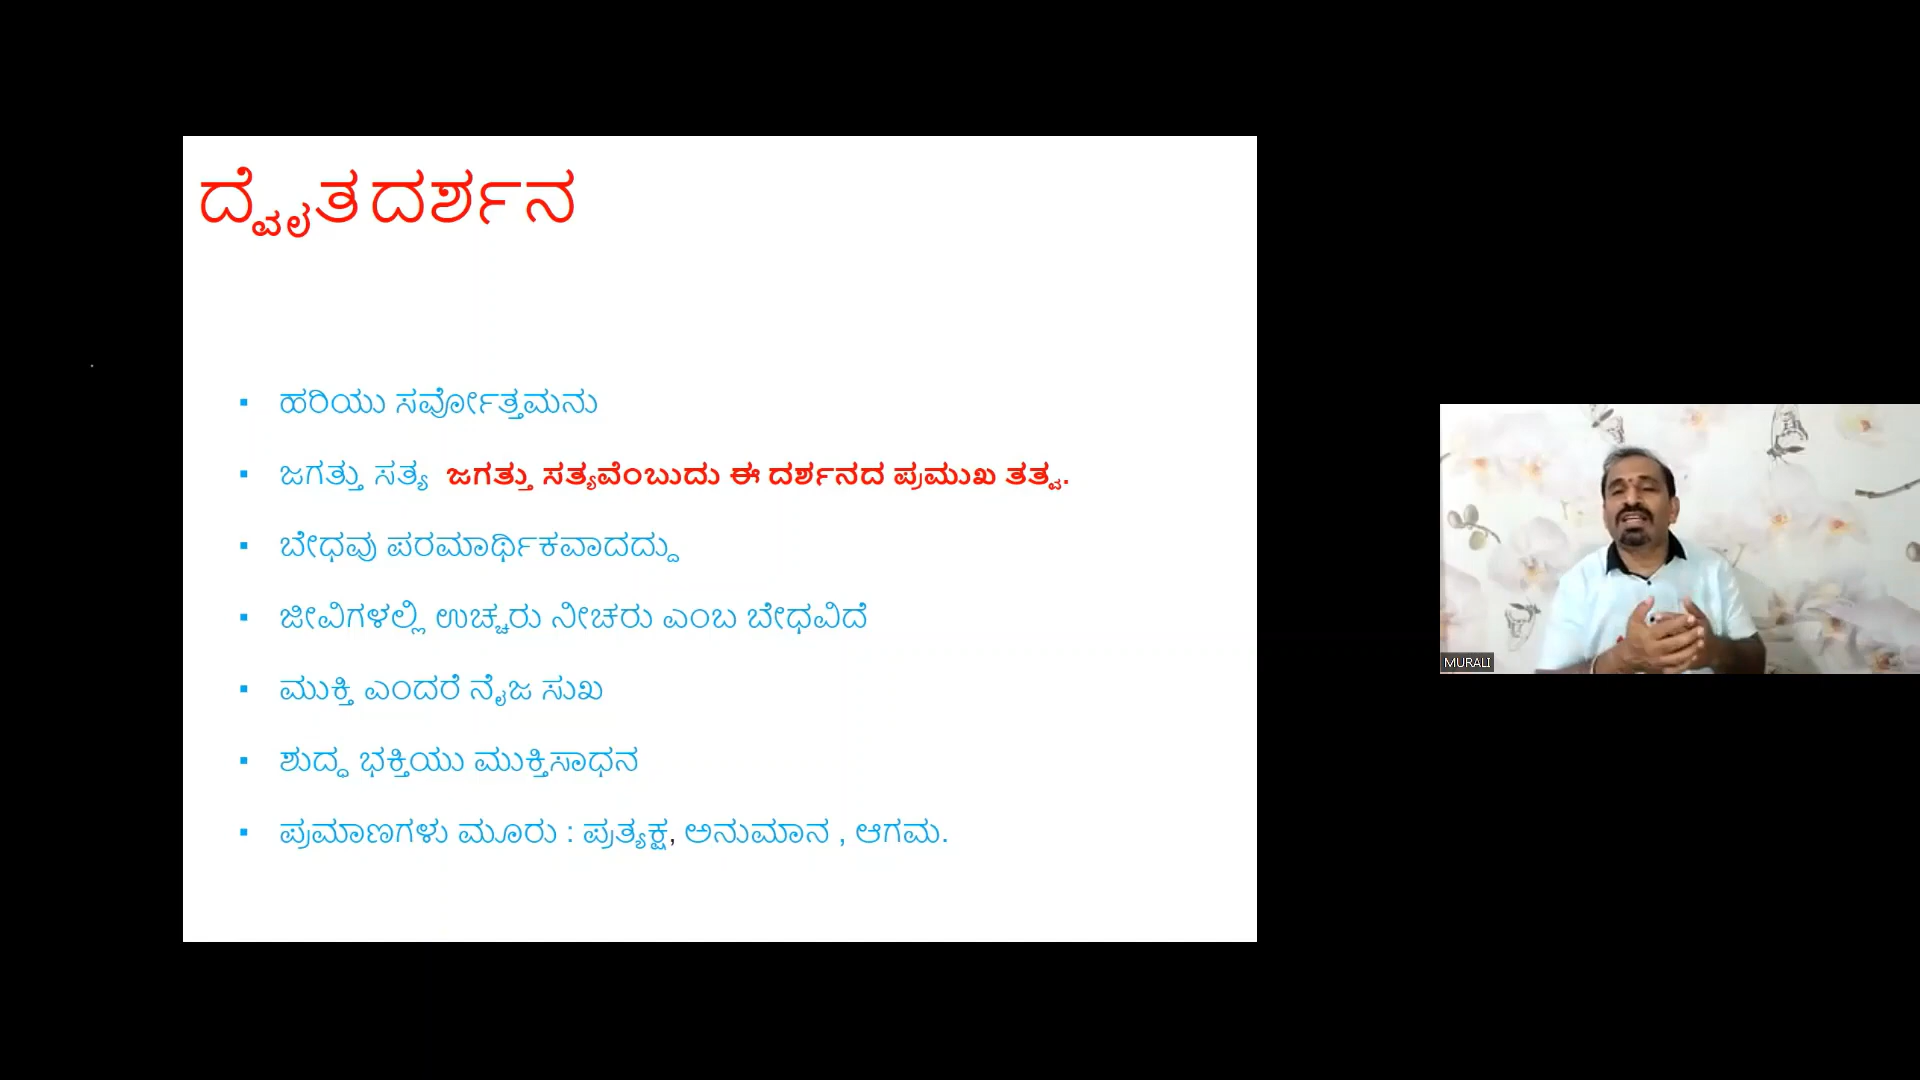 ದ್ವೈತದರ್ಶನ
▪ ಹರಿಯು ಸರ್ವೋತ್ತಮನು
▪ ಜಗತ್ತು ಸತ್ಯ ಜಗತ್ತು ಸತ್ಯವೆಂಬುದು ಈ ದರ್ಶನದ ಪ್ರಮುಖ ತತ್ವ.
▪ ಬೇಧವು ಪರಮಾರ್ಥಿಕವಾದದ್ದು
▪ ಜೀವಿಗಳಲ್ಲಿ ಉಚ್ಚರು ನೀಚರು ಎಂಬ ಬೇಧವಿದೆ
▪ ಮುಕ್ತಿ ಎಂದರೆ ನೈಜ ಸುಖ
▪ ಶುದ್ಧ ಭಕ್ತಿಯು ಮುಕ್ತಿಸಾಧನ
▪ ಪ್ರಮಾಣಗಳು ಮೂರು : ಪ್ರತ್ಯಕ್ಷ, ಅನುಮಾನ , ಆಗಮ.
MURALI